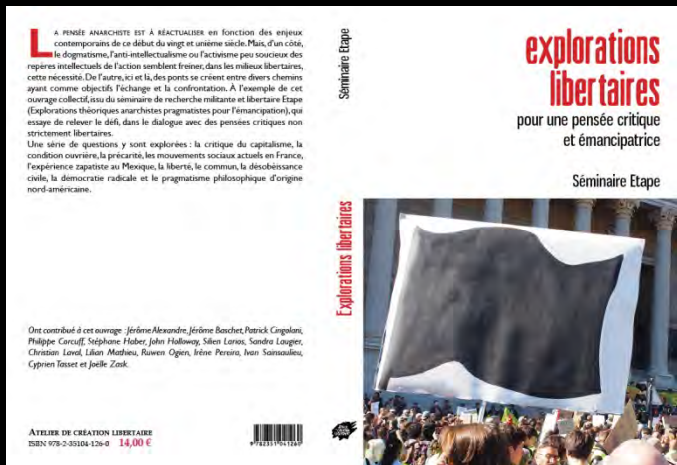 LA PENSÉE ANARCHISTE EST À RÉACTUALISER en fonction des enjeux
contemporains de ce début du vingt et unième siècle. Mais, d'un côté,
le dogmatisme, l'anti-intellectualisme ou l'activisme peu soucieux des
repères intellectuels de l'action semblent freiner, dans les milieux libertaires,
cette nécessité. De l'autre, ici et là, des ponts se créent entre divers chemins
ayant comme objectifs l'échange et la confrontation. À l'exemple de cet
ouvrage collectif, issu du séminaire de recherche militante et libertaire Etape
(Explorations théoriques anarchistes pragmatistes pour l'émancipation), qui
essaye de relever le défi, dans le dialogue avec des pensées critiques non
strictement libertaires.
Une série de questions y sont explorées : la critique du capitalisme, la
condition ouvrière, la précarité, les mouvements sociaux actuels en France,
l'expérience zapatiste au Mexique, la liberté, le commun, la désobéissance
civile, la démocratie radicale et le pragmatisme philosophique d'origine
nord-américaine.
Ont contribué à cet ouvrage : Jérôme Alexandre, Jérôme Baschet, Patrick Cingolani,
Philippe Corcuff, Stéphane Haber, John Holloway, Silien Larios, Sandra Laugier,
Christian Laval, Lilian Mathieu, Ruwen Ogien, Irène Pereira, Ivan Sainsaulieu,
Cyprien Tasset et Joëlle Zask.
ATELIER DE CRÉATION LIBERTAIRE
ISBN 978-2-35104-126-0 14,00 €
9782351041260
Séminaire Etape
Explorations libertaires
explorations
libertaires
pour une pensée critique
et émancipatrice
Séminaire Etape